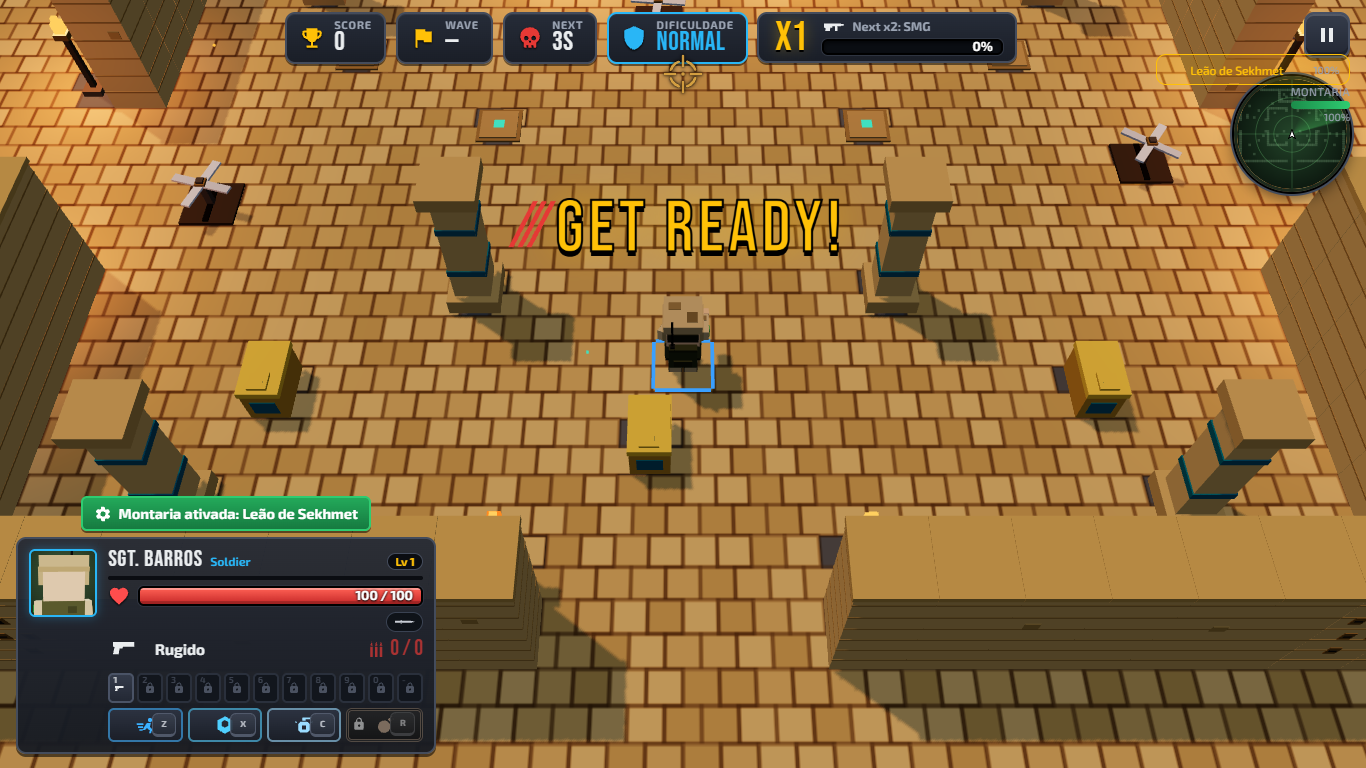 SCORE
0
WAVE
—
NEXT
3S
DIFICULDADE
NORMAL
X1
Next x2: SMG
0%
Leão de Sekhmet
100%
GET READY!
Montaria ativada: Leão de Sekhmet
SGT. BARROS Soldier
Lv 1
100 / 100
Rugido
0 / 0
1 2 3 4 5 6 7 8 9 0
Z X C R